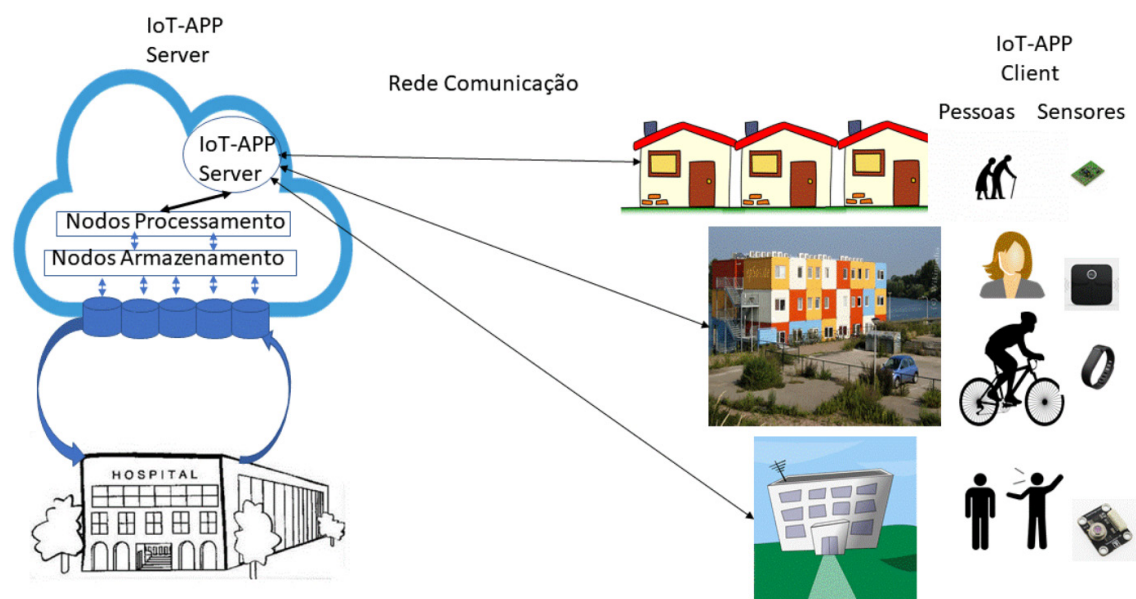 IoT-APP
Server
Rede Comunicação
IoT-APP
Client
Pessoas Sensores
IoT-APP
Server
Nodos Processamento
Nodos Armazenamento
HOSPITAL